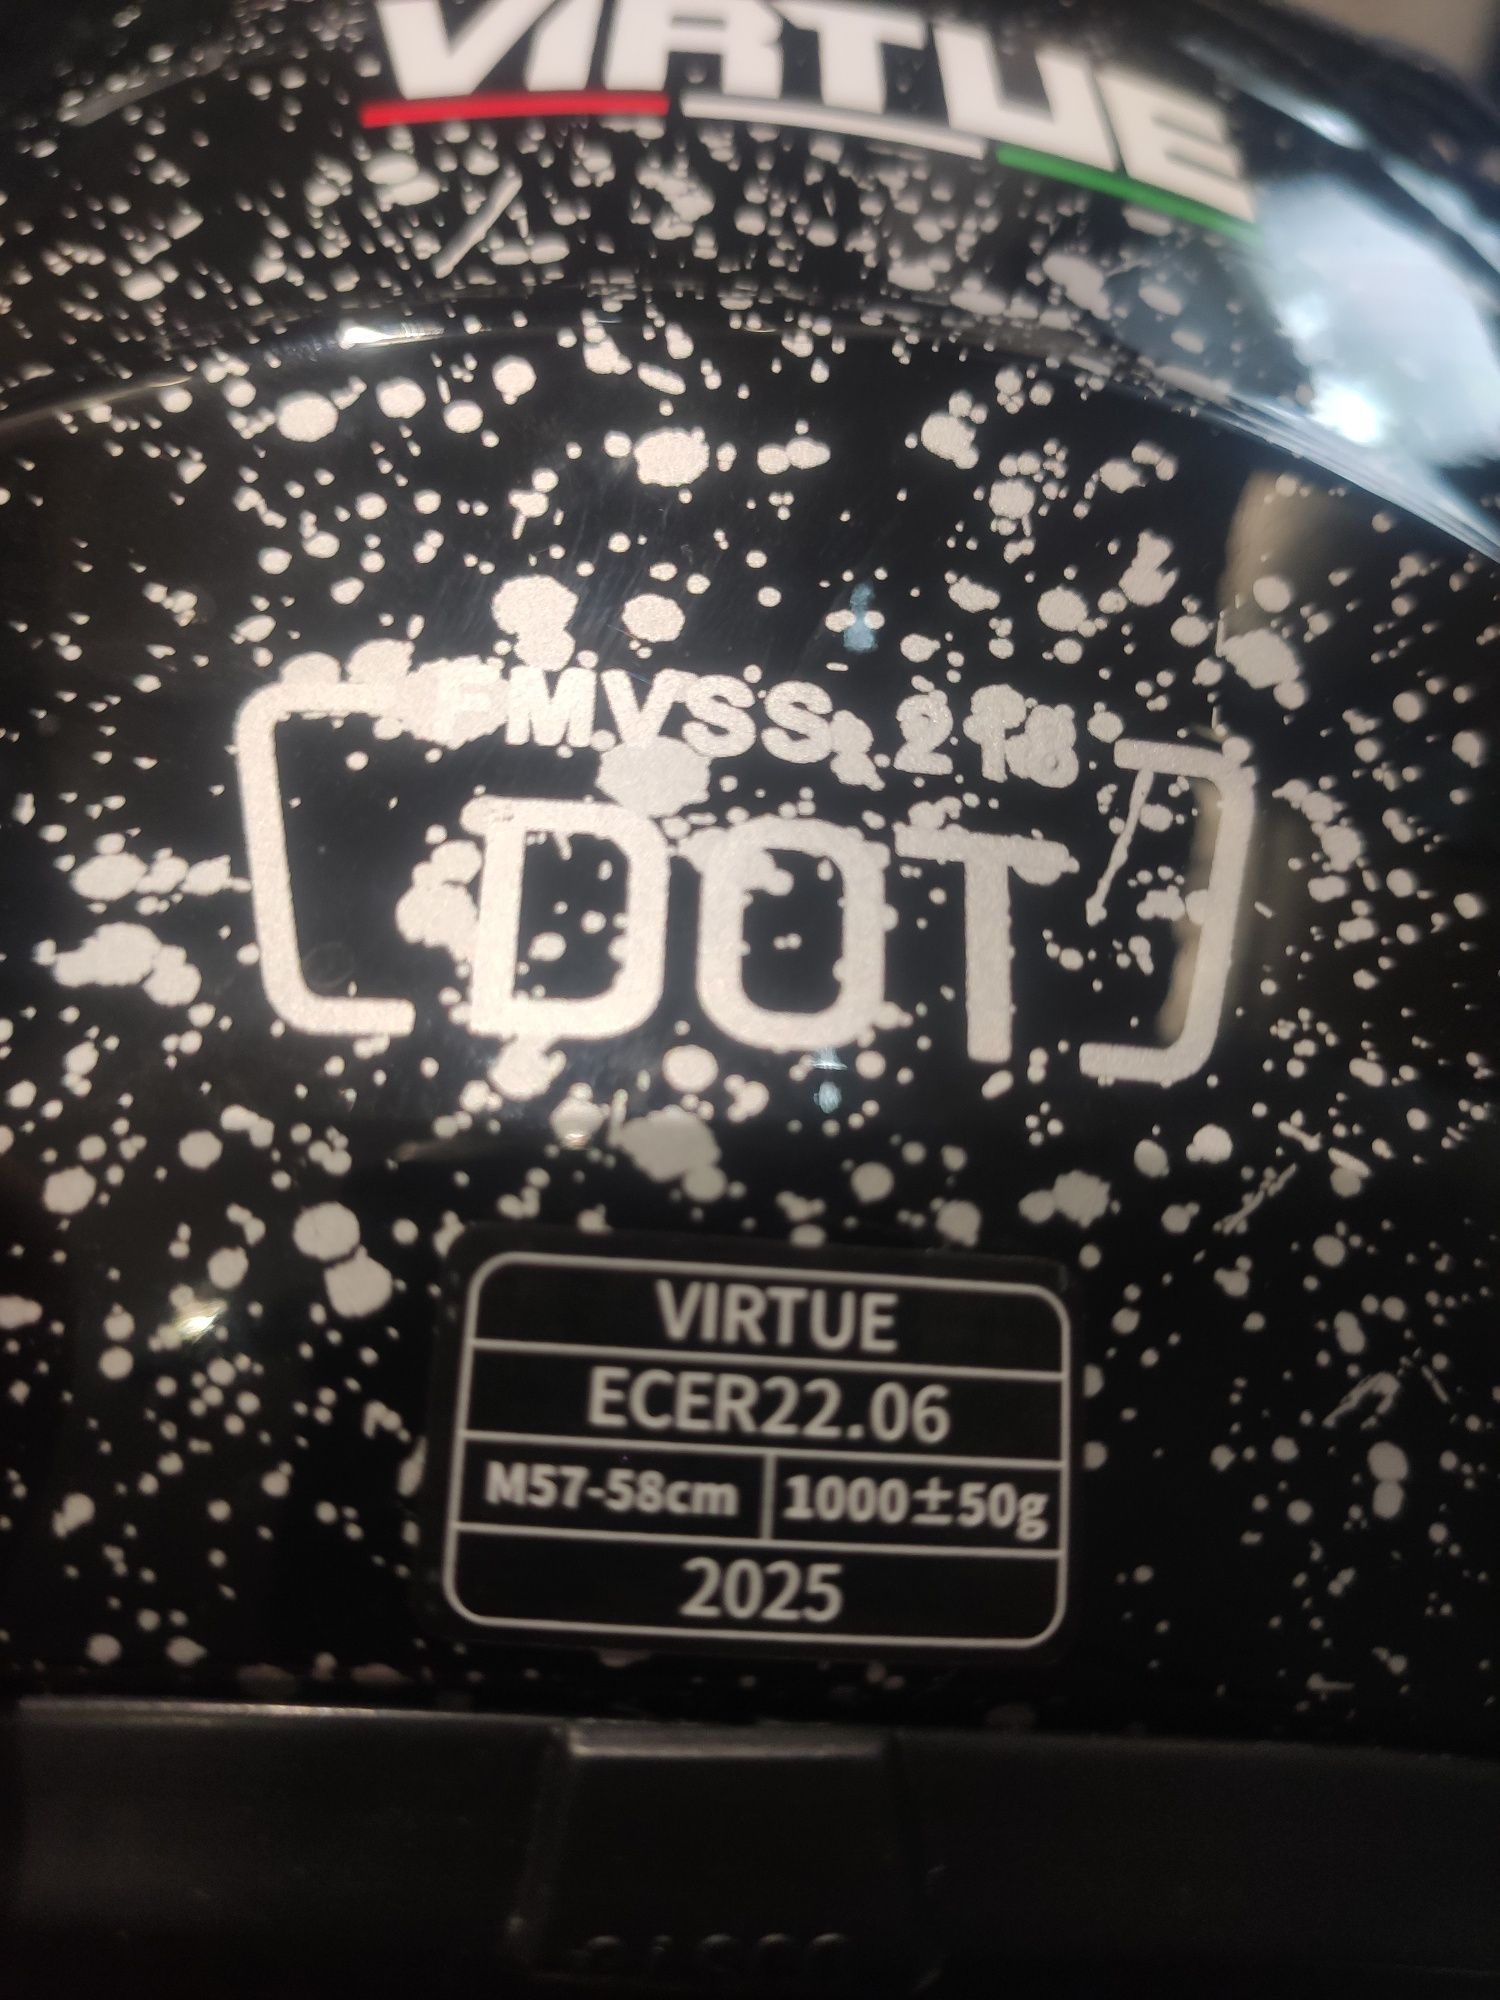 VIRTUE
FMVSS 218
DOT
VIRTUE
ECER22.06
M57-58cm 1000±50g
2025